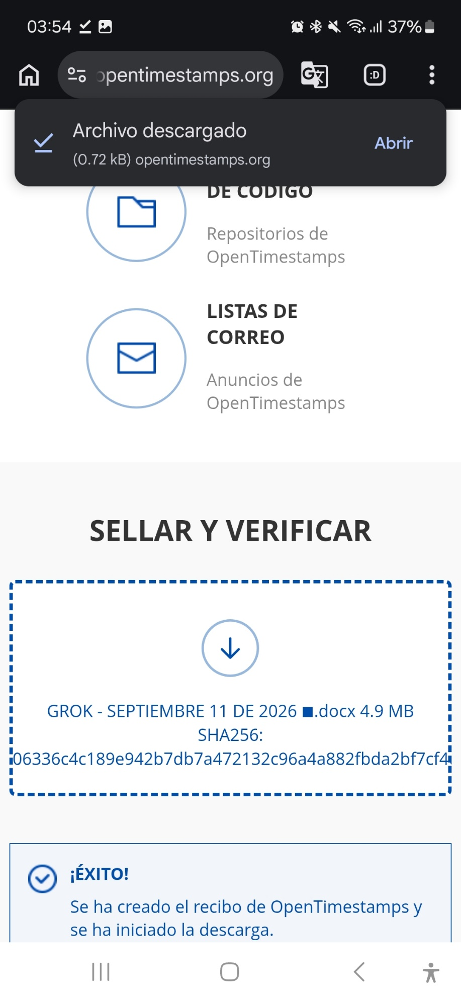 03:54
37%
opentimestamps.org
:D
Archivo descargado
Abrir
(0.72 kB) opentimestamps.org
DE CÓDIGO
Repositorios de
OpenTimestamps
LISTAS DE
CORREO
Anuncios de
OpenTimestamps
SELLAR Y VERIFICAR
GROK - SEPTIEMBRE 11 DE 2026 ■.docx 4.9 MB
SHA256:
06336c4c189e942b7db7a472132c96a4a882fbda2bf7cf4
¡ÉXITO!
Se ha creado el recibo de OpenTimestamps y
se ha iniciado la descarga.